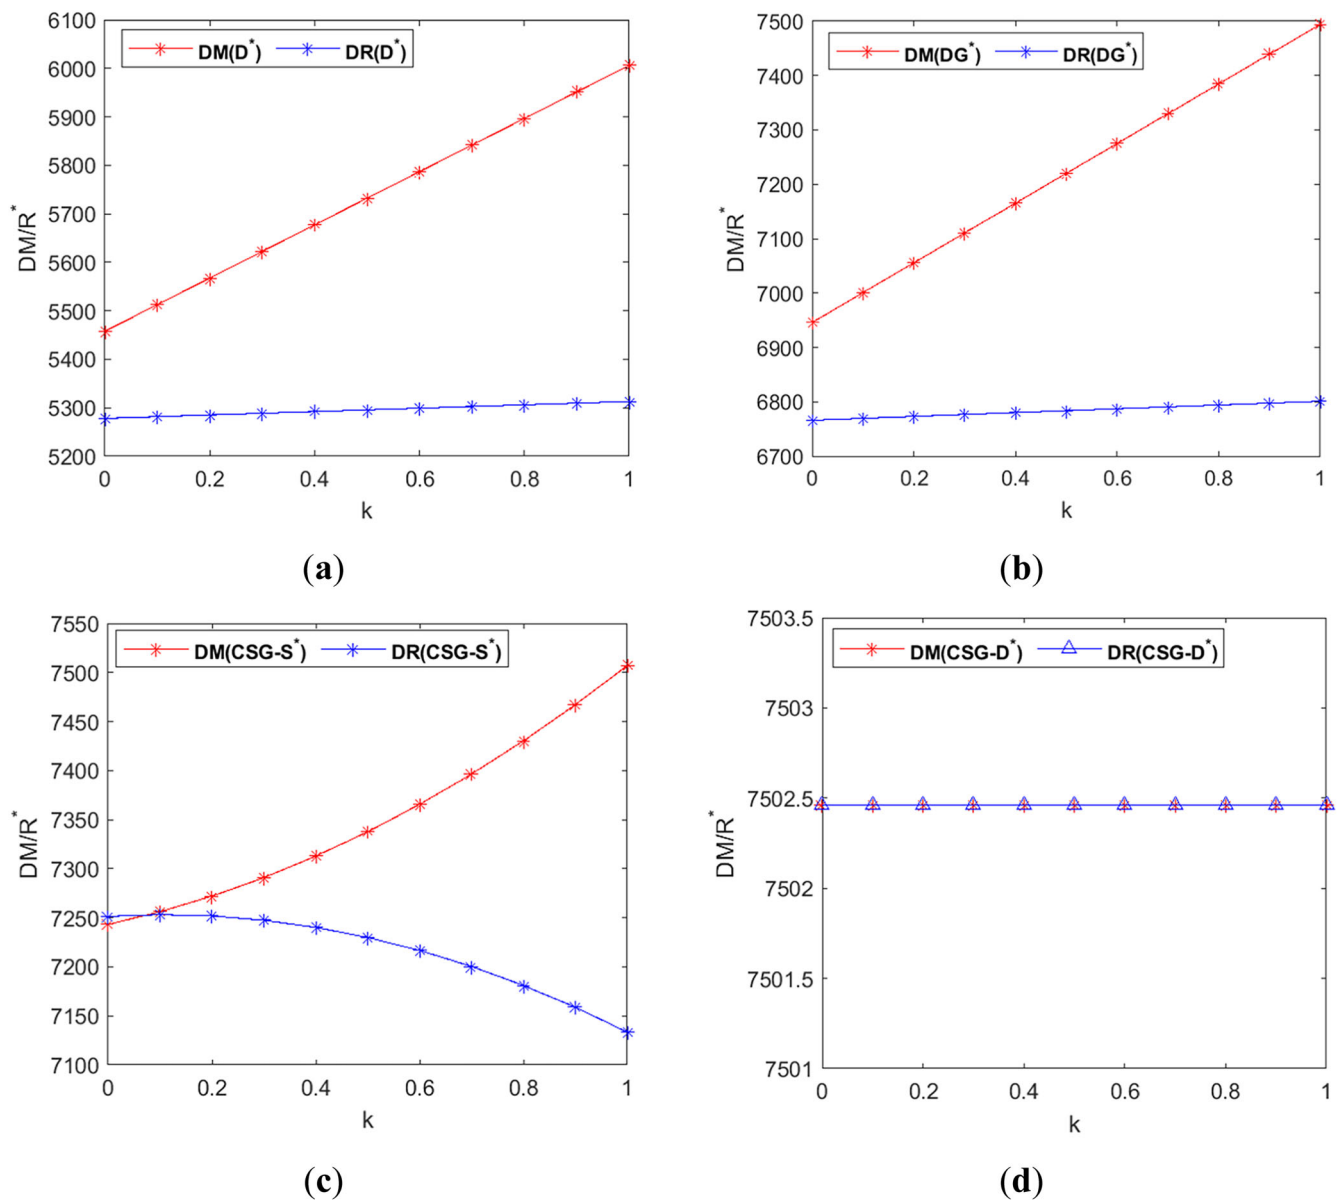 DM(D*) DR(D*)
6100
6000
5900
5800
5700
5600
5500
5400
5300
5200
DM/R*
0 0.2 0.4 0.6 0.8 1
k
(a)
DM(DG*) DR(DG*)
7500
7400
7300
7200
7100
7000
6900
6800
6700
DM/R*
0 0.2 0.4 0.6 0.8 1
k
(b)
DM(CSG-S*) DR(CSG-S*)
7550
7500
7450
7400
7350
7300
7250
7200
7150
7100
DM/R*
0 0.2 0.4 0.6 0.8 1
k
(c)
DM(CSG-D*) DR(CSG-D*)
7503.5
7503
7502.5
7502
7501.5
7501
DM/R*
0 0.2 0.4 0.6 0.8 1
k
(d)